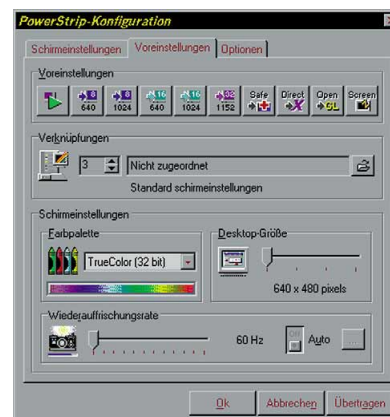 PowerStrip-Konfiguration
Schirmeinstellungen Voreinstellungen Optionen
Voreinstellungen
8 640
8 1024
16 640
16 1024
32 1152
Safe
Direct X
Open GL
Screen
Verknüpfungen
3 Nicht zugeordnet
Standard schirmeinstellungen
Schirmeinstellungen
Farbpalette
TrueColor (32 bit)
Desktop-Größe
640 x 480 pixels
Wiederauffrischungsrate
60 Hz
Auto
...
Ok Abbrechen Übertragen